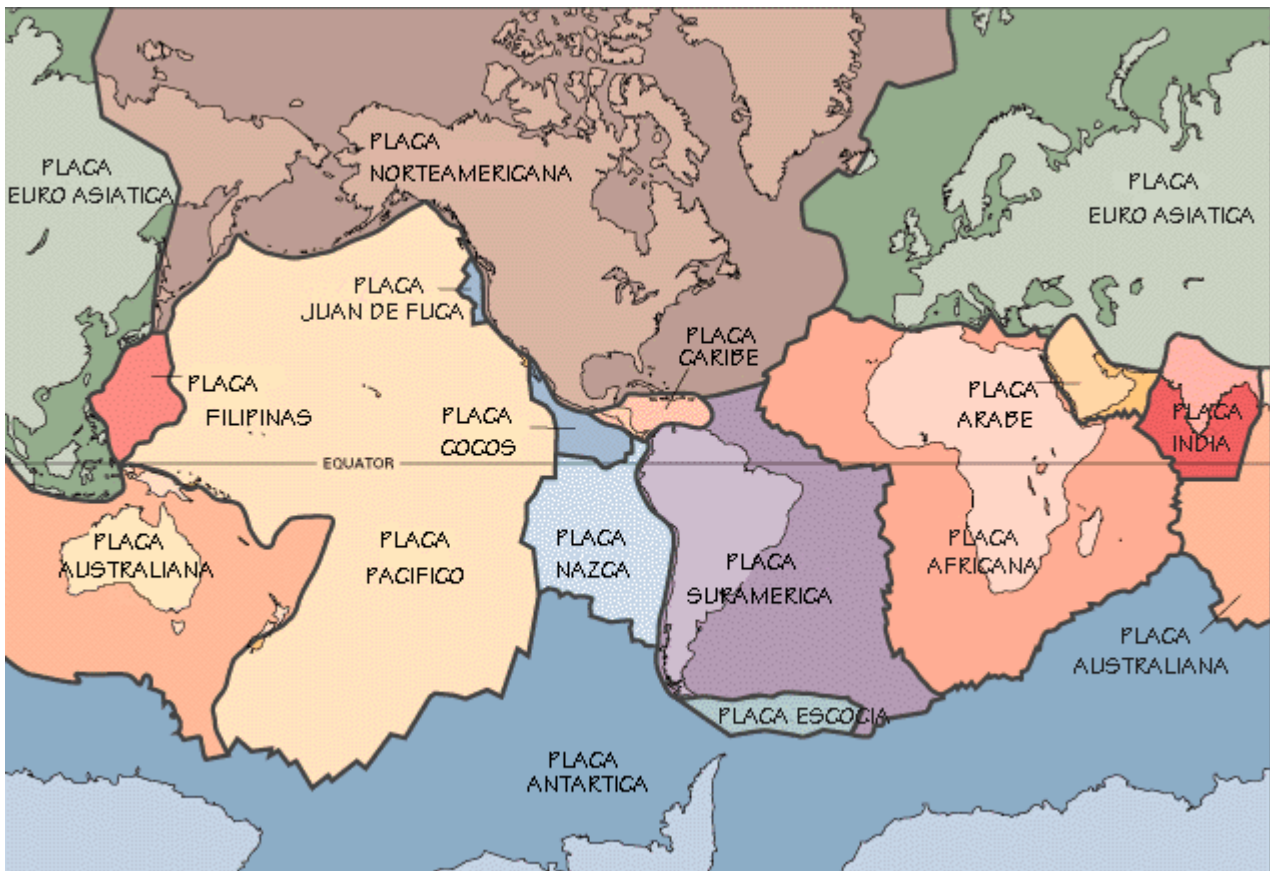 PLACA
NORTEAMERICANA
PLACA
EURO ASIATICA
PLACA
EURO ASIATICA
PLACA
JUAN DE FUCA
PLACA
CARIBE
PLACA
FILIPINAS
PLACA
COCOS
PLACA
ARABE
PLACA
INDIA
EQUATOR
PLACA
AUSTRALIANA
PLACA
PACIFICO
PLACA
NAZCA
PLACA
SURAMERICA
PLACA
AFRICANA
PLACA
AUSTRALIANA
PLACA ESCOCIA
PLACA
ANTARTICA